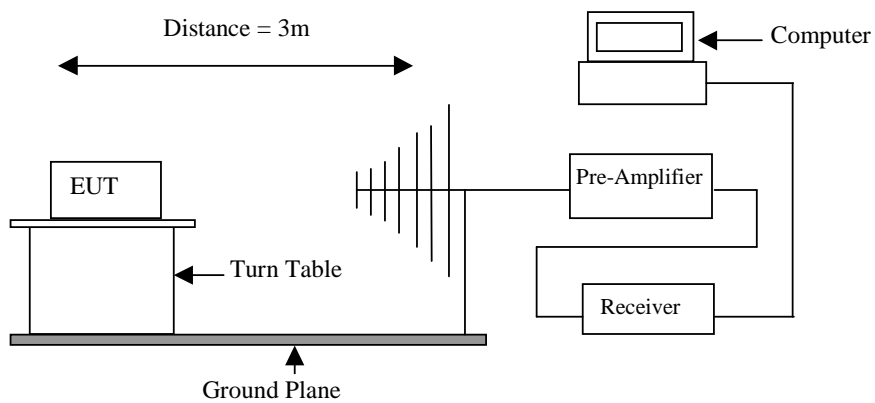 Distance = 3m
Computer
EUT
Pre-Amplifier
Turn Table
Receiver
Ground Plane